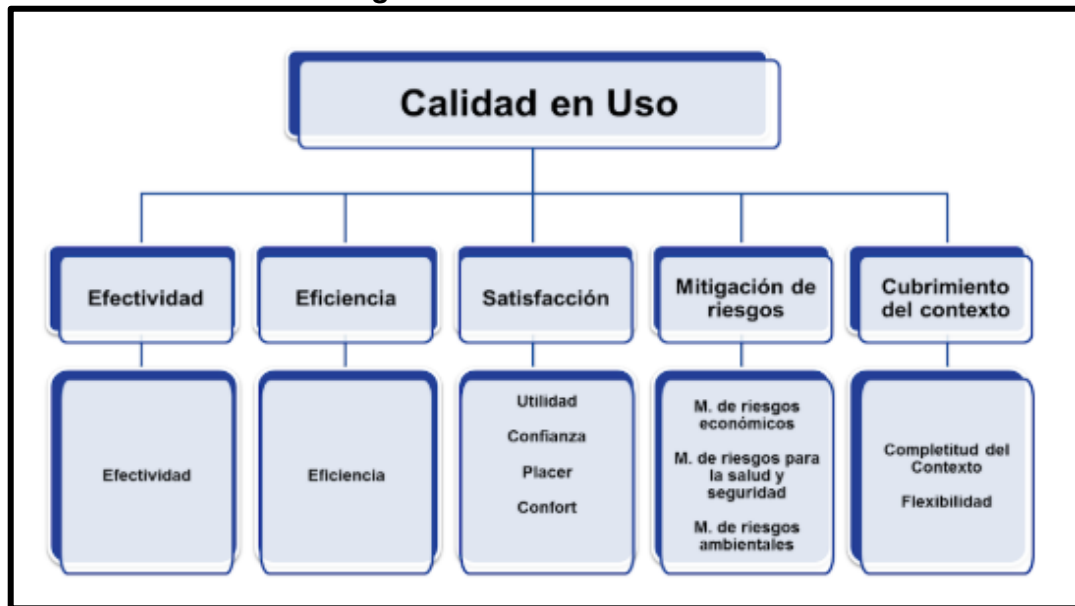 Calidad en Uso
Efectividad
Eficiencia
Satisfacción
Mitigación de
riesgos
Cubrimiento
del contexto
Efectividad
Eficiencia
Utilidad
Confianza
Placer
Confort
M. de riesgos
económicos
M. de riesgos para
la salud y
seguridad
M. de riesgos
ambientales
Completitud del
Contexto
Flexibilidad